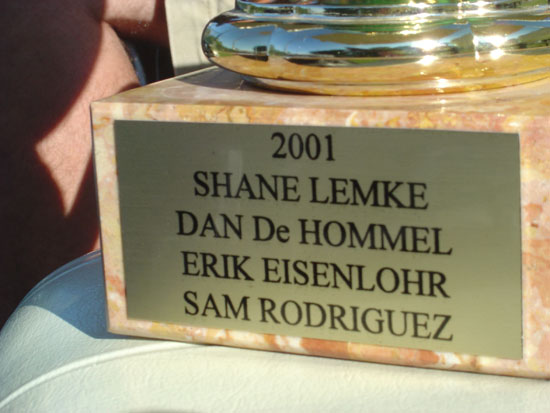 2001
SHANE LEMKE
DAN De HOMMEL
ERIK EISENLOHR
SAM RODRIGUEZ